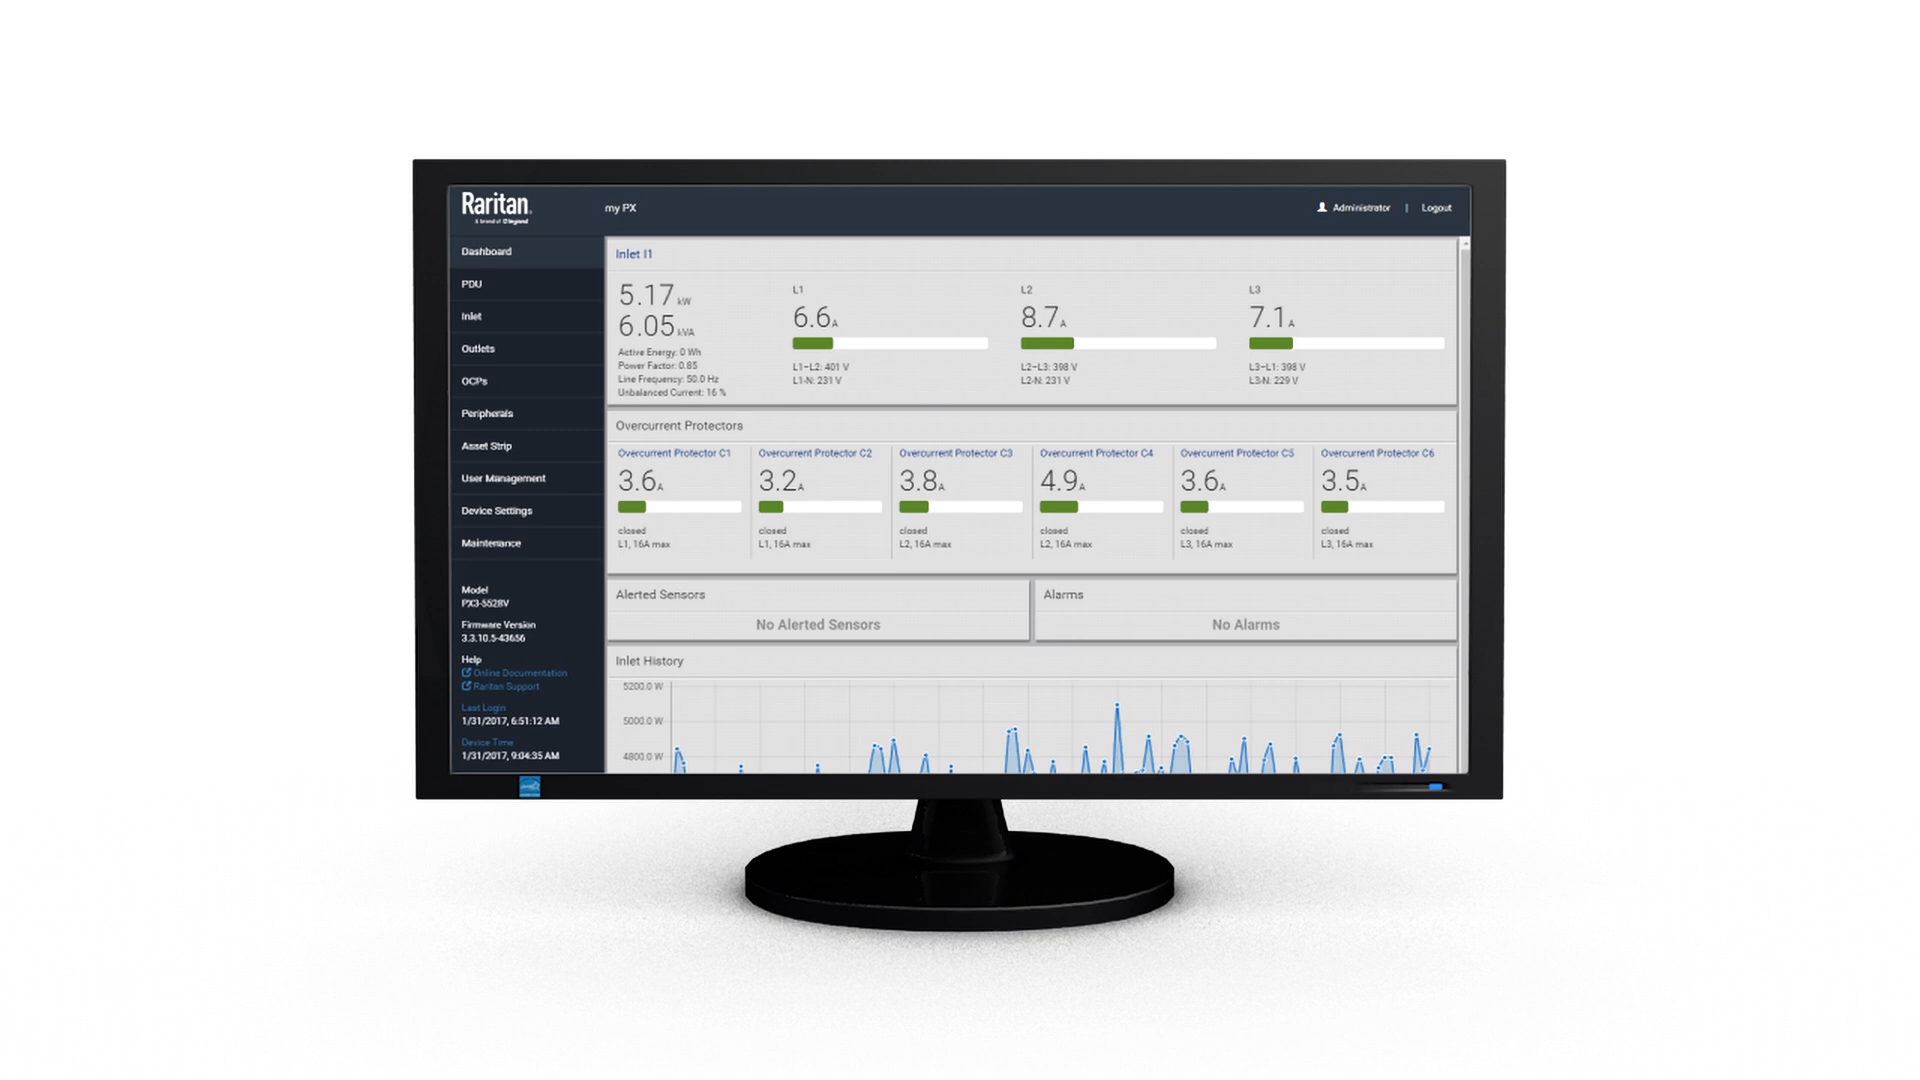 Raritan.
A brand of legrand
my PX
Administrator | Logout
Dashboard
PDU
Inlet
Outlets
OCPs
Peripherals
Asset Strip
User Management
Device Settings
Maintenance
Model
PX3-5528V
Firmware Version
3.3.10.5-43656
Help
Online Documentation
Raritan Support
Last Login
1/31/2017, 6:51:12 AM
Device Time
1/31/2017, 9:04:35 AM
Inlet I1
5.17 kW
6.05 kVA
Active Energy: 0 Wh
Power Factor: 0.85
Line Frequency: 50.0 Hz
Unbalanced Current: 16 %
L1
6.6 A
L1-L2: 401 V
L1-N: 231 V
L2
8.7 A
L2-L3: 398 V
L2-N: 231 V
L3
7.1 A
L3-L1: 398 V
L3-N: 229 V
Overcurrent Protectors
Overcurrent Protector C1
3.6 A
closed
L1, 16A max
Overcurrent Protector C2
3.2 A
closed
L1, 16A max
Overcurrent Protector C3
3.8 A
closed
L2, 16A max
Overcurrent Protector C4
4.9 A
closed
L2, 16A max
Overcurrent Protector C5
3.6 A
closed
L3, 16A max
Overcurrent Protector C6
3.5 A
closed
L3, 16A max
Alerted Sensors
No Alerted Sensors
Alarms
No Alarms
Inlet History
5200.0 W
5000.0 W
4800.0 W